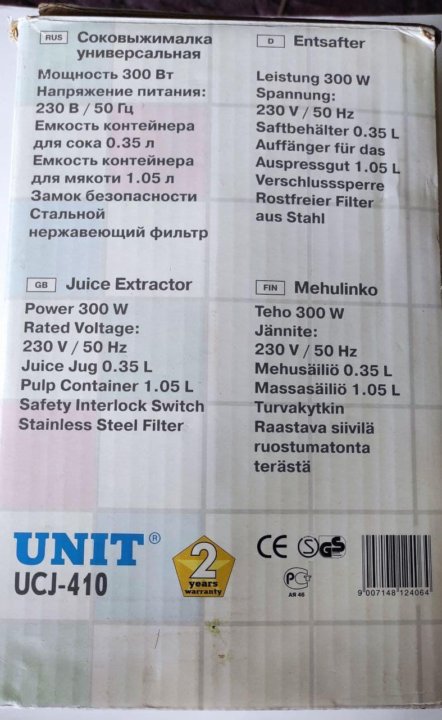 RUS Соковыжималка
универсальная
Мощность 300 Вт
Напряжение питания:
230 В / 50 Гц
Емкость контейнера
для сока 0.35 л
Емкость контейнера
для мякоти 1.05 л
Замок безопасности
Стальной
нержавеющий фильтр
D Entsafter
Leistung 300 W
Spannung:
230 V / 50 Hz
Saftbehälter 0.35 L
Auffänger für das
Auspressgut 1.05 L
Verschlusssperre
Rostfreier Filter
aus Stahl
GB Juice Extractor
Power 300 W
Rated Voltage:
230 V / 50 Hz
Juice Jug 0.35 L
Pulp Container 1.05 L
Safety Interlock Switch
Stainless Steel Filter
FIN Mehulinko
Teho 300 W
Jännite:
230 V / 50 Hz
Mehusäiliö 0.35 L
Massasäiliö 1.05 L
Turvakytkin
Raastava siivilä
ruostumatonta
terästä
UNIT®
UCJ-410
2
years
warranty
CE S GS
РС
АЯ 46
9 007148 124064